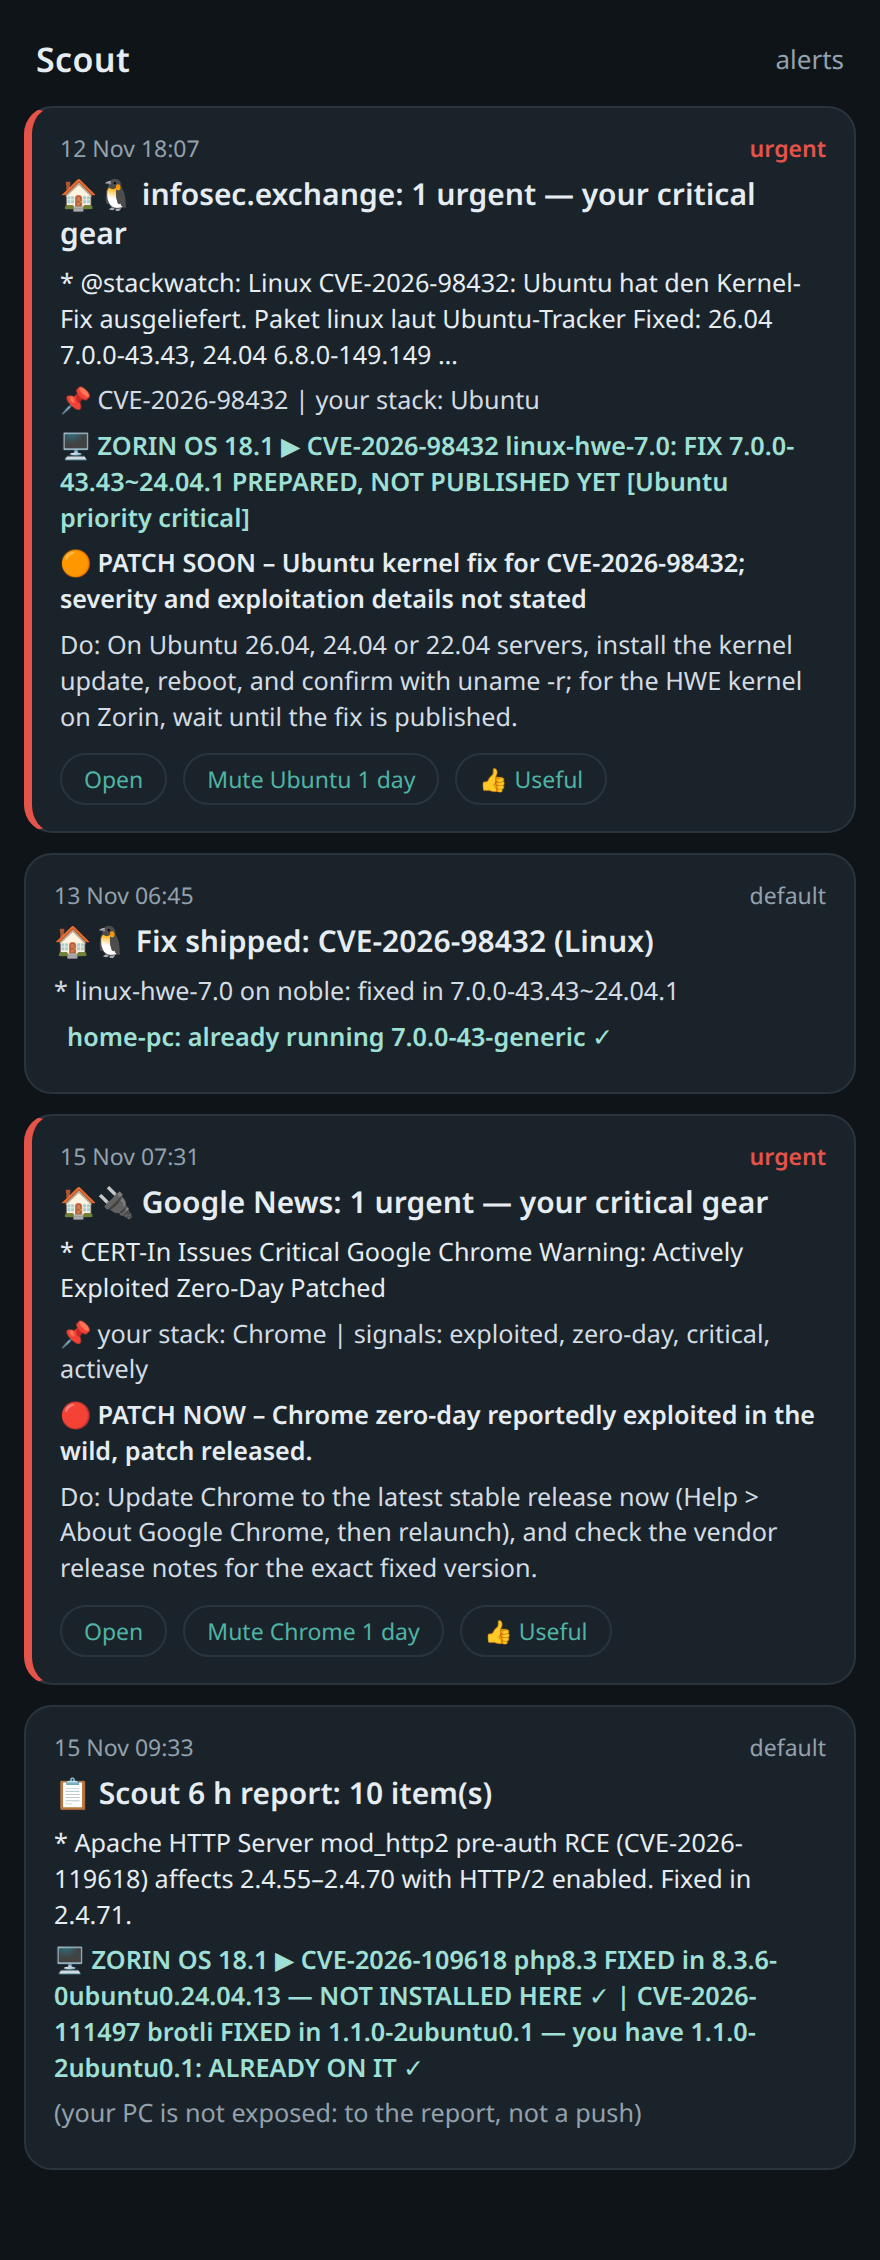 Scout
alerts
12 Nov 18:07
urgent
🏠🐧 infosec.exchange: 1 urgent — your critical
gear
* @stackwatch: Linux CVE-2026-98432: Ubuntu hat den Kernel-
Fix ausgeliefert. Paket linux laut Ubuntu-Tracker Fixed: 26.04
7.0.0-43.43, 24.04 6.8.0-149.149 ...
📌 CVE-2026-98432 | your stack: Ubuntu
🖥️ ZORIN OS 18.1 ▶ CVE-2026-98432 linux-hwe-7.0: FIX 7.0.0-
43.43~24.04.1 PREPARED, NOT PUBLISHED YET [Ubuntu
priority critical]
🟠 PATCH SOON – Ubuntu kernel fix for CVE-2026-98432;
severity and exploitation details not stated
Do: On Ubuntu 26.04, 24.04 or 22.04 servers, install the kernel
update, reboot, and confirm with uname -r; for the HWE kernel
on Zorin, wait until the fix is published.
Open
Mute Ubuntu 1 day
👍 Useful
13 Nov 06:45
default
🏠🐧 Fix shipped: CVE-2026-98432 (Linux)
* linux-hwe-7.0 on noble: fixed in 7.0.0-43.43~24.04.1
home-pc: already running 7.0.0-43-generic ✓
15 Nov 07:31
urgent
🏠🔌 Google News: 1 urgent — your critical gear
* CERT-In Issues Critical Google Chrome Warning: Actively
Exploited Zero-Day Patched
📌 your stack: Chrome | signals: exploited, zero-day, critical,
actively
🔴 PATCH NOW – Chrome zero-day reportedly exploited in the
wild, patch released.
Do: Update Chrome to the latest stable release now (Help >
About Google Chrome, then relaunch), and check the vendor
release notes for the exact fixed version.
Open
Mute Chrome 1 day
👍 Useful
15 Nov 09:33
default
📋 Scout 6 h report: 10 item(s)
* Apache HTTP Server mod_http2 pre-auth RCE (CVE-2026-
119618) affects 2.4.55–2.4.70 with HTTP/2 enabled. Fixed in
2.4.71.
🖥️ ZORIN OS 18.1 ▶ CVE-2026-109618 php8.3 FIXED in 8.3.6-
0ubuntu0.24.04.13 — NOT INSTALLED HERE ✓ | CVE-2026-
111497 brotli FIXED in 1.1.0-2ubuntu0.1 — you have 1.1.0-
2ubuntu0.1: ALREADY ON IT ✓
(your PC is not exposed: to the report, not a push)